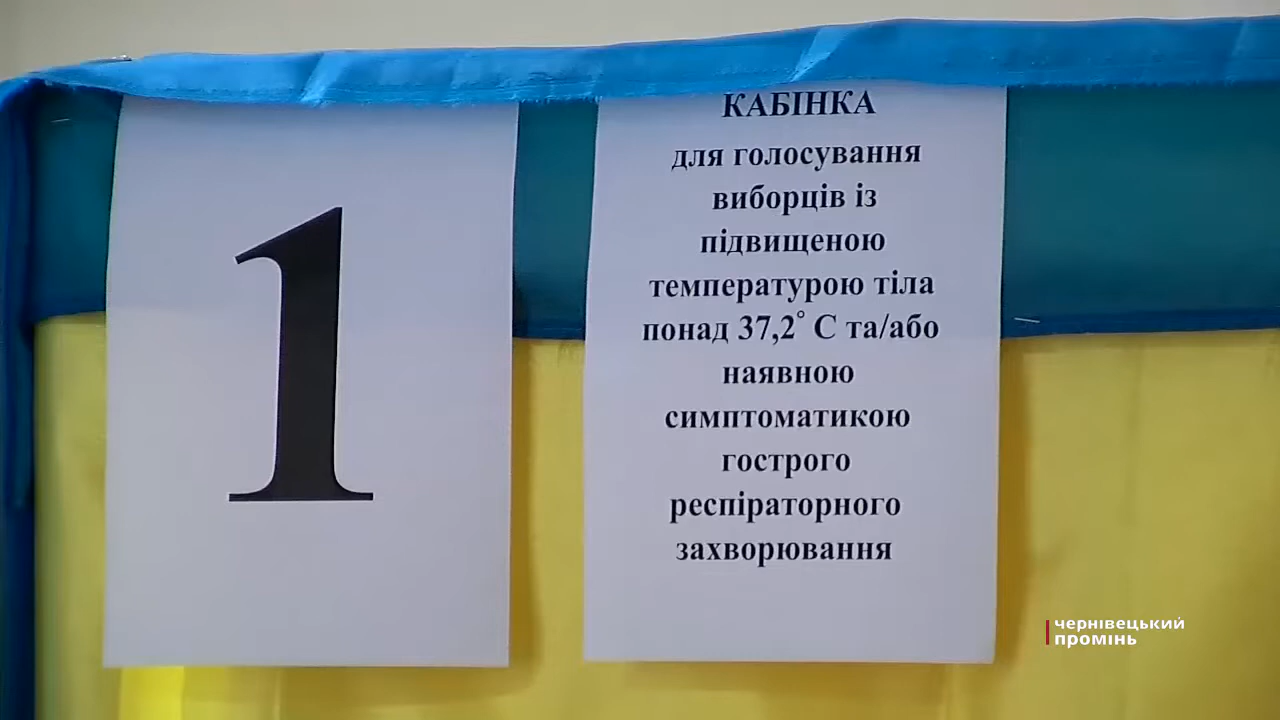 1
КАБІНКА
для голосування
виборців із
підвищеною
температурою тіла
понад 37,2° С та/або
наявною
симптоматикою
гострого
респіраторного
захворювання
чернівецький
промінь